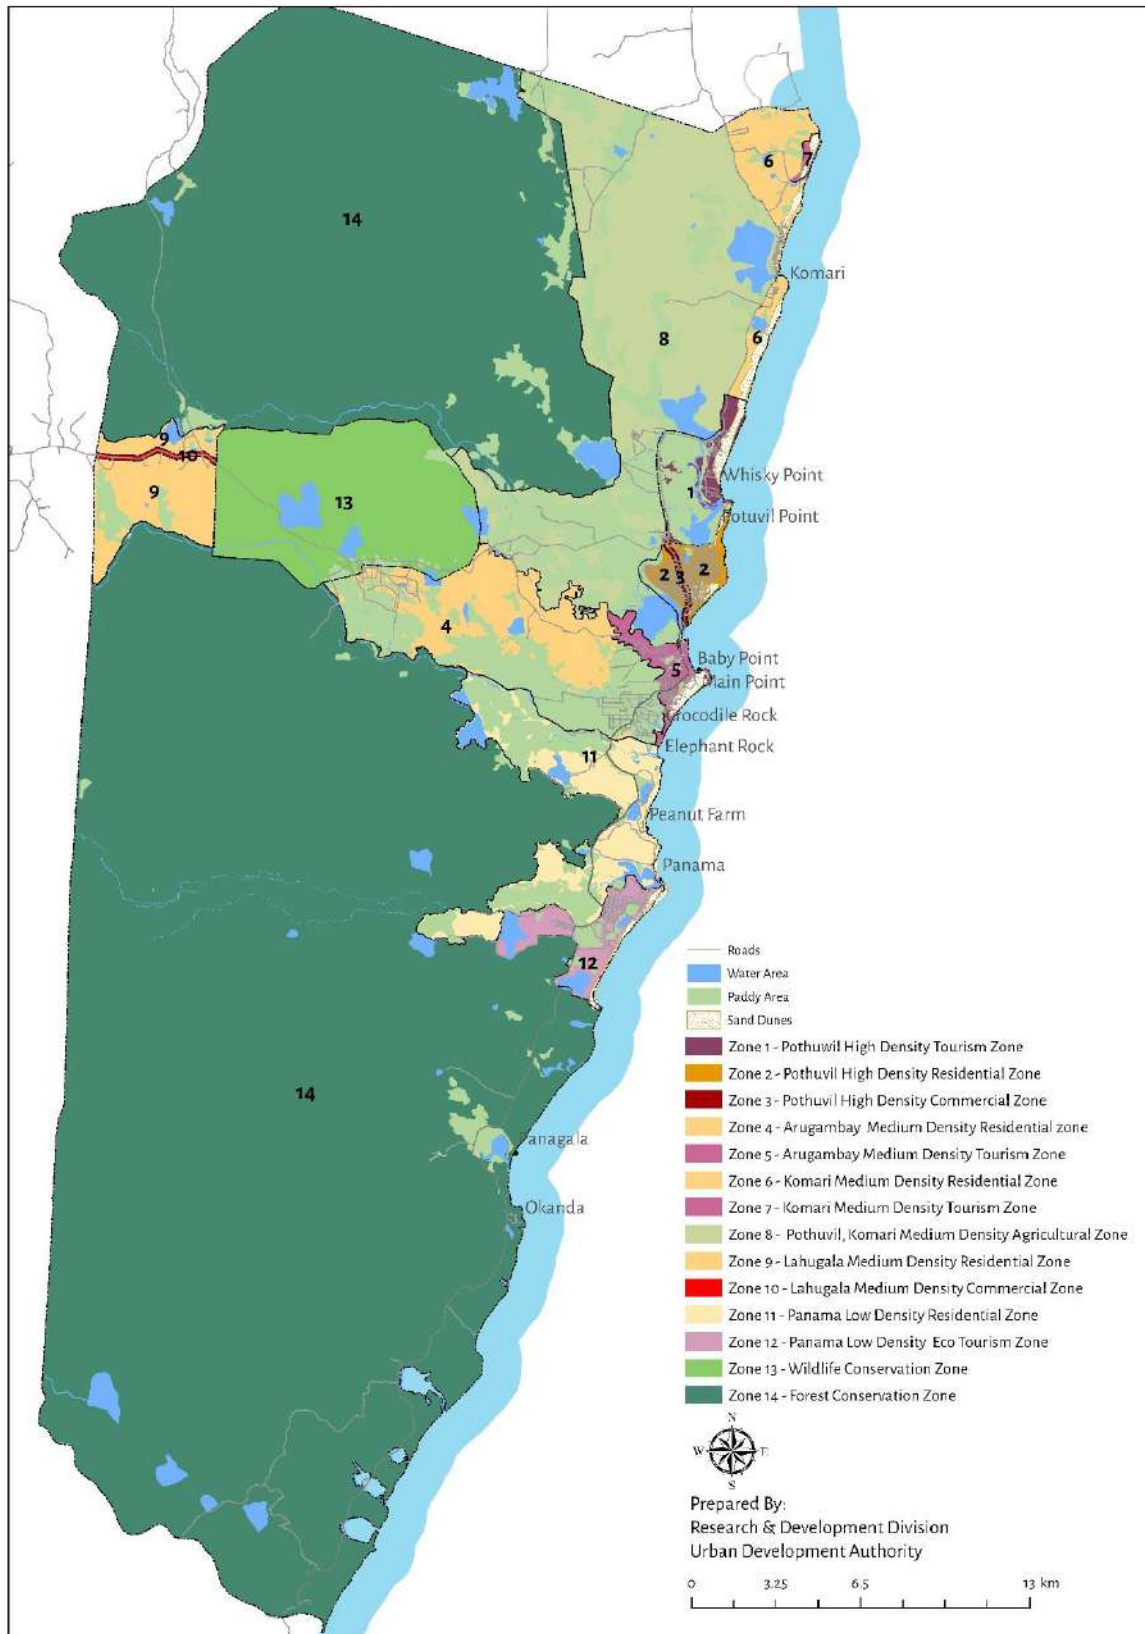 14
6
7
Komari
8
6
9
10
Whisky Point
9
13
1
Potuvil Point
2
3
2
4
Baby Point
5
Main Point
Crocodile Rock
Elephant Rock
11
Peanut Farm
Panama
12
14
Panagala
Okanda
Roads
Water Area
Paddy Area
Sand Dunes
Zone 1 - Pothuwil High Density Tourism Zone
Zone 2 - Pothuvil High Density Residential Zone
Zone 3 - Pothuvil High Density Commercial Zone
Zone 4 - Arugambay Medium Density Residential zone
Zone 5 - Arugambay Medium Density Tourism Zone
Zone 6 - Komari Medium Density Residential Zone
Zone 7 - Komari Medium Density Tourism Zone
Zone 8 - Pothuvil, Komari Medium Density Agricultural Zone
Zone 9 - Lahugala Medium Density Residential Zone
Zone 10 - Lahugala Medium Density Commercial Zone
Zone 11 - Panama Low Density Residential Zone
Zone 12 - Panama Low Density Eco Tourism Zone
Zone 13 - Wildlife Conservation Zone
Zone 14 - Forest Conservation Zone
N
W E
S
Prepared By:
Research & Development Division
Urban Development Authority
0 3.25 6.5 13 km